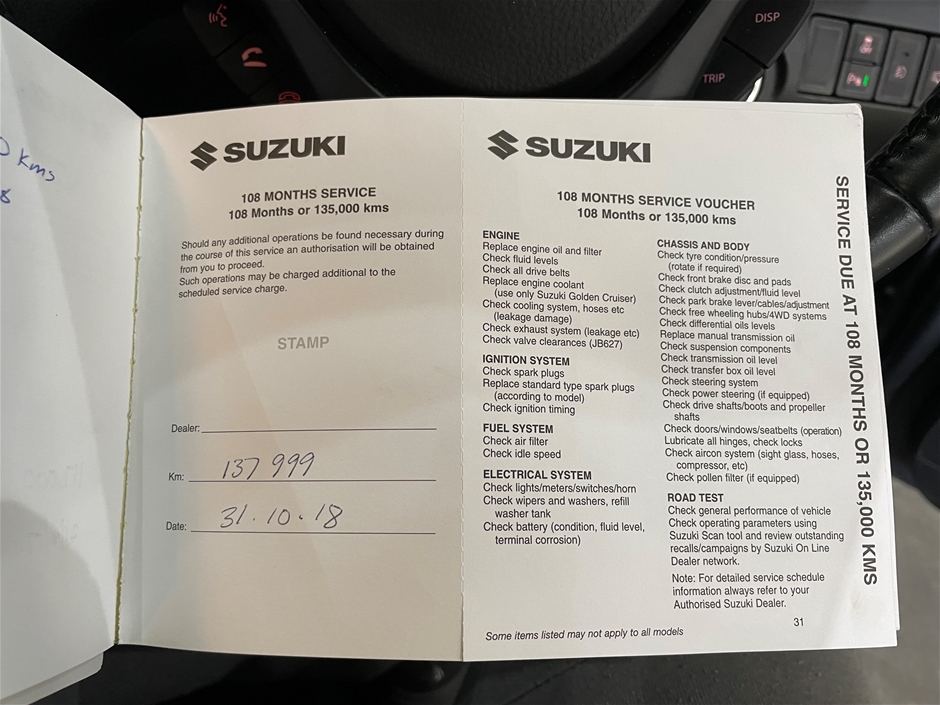 DISP
TRIP
Kms
8
SUZUKI
108 MONTHS SERVICE
108 Months or 135,000 kms
Should any additional operations be found necessary during
the course of this service an authorisation will be obtained
from you to proceed.
Such operations may be charged additional to the
scheduled service charge.
STAMP
Dealer:
Km: 137 999
Date: 31.10.18
SUZUKI
108 MONTHS SERVICE VOUCHER
108 Months or 135,000 kms
ENGINE
Replace engine oil and filter
Check fluid levels
Check all drive belts
Replace engine coolant
(use only Suzuki Golden Cruiser)
Check cooling system, hoses etc
(leakage damage)
Check exhaust system (leakage etc)
Check valve clearances (JB627)
IGNITION SYSTEM
Check spark plugs
Replace standard type spark plugs
(according to model)
Check ignition timing
FUEL SYSTEM
Check air filter
Check idle speed
ELECTRICAL SYSTEM
Check lights/meters/switches/horn
Check wipers and washers, refill
washer tank
Check battery (condition, fluid level,
terminal corrosion)
CHASSIS AND BODY
Check tyre condition/pressure
(rotate if required)
Check front brake disc and pads
Check clutch adjustment/fluid level
Check park brake lever/cables/adjustment
Check free wheeling hubs/4WD systems
Check differential oils levels
Replace manual transmission oil
Check suspension components
Check transmission oil level
Check transfer box oil level
Check steering system
Check power steering (if equipped)
Check drive shafts/boots and propeller
shafts
Check doors/windows/seatbelts (operation)
Lubricate all hinges, check locks
Check aircon system (sight glass, hoses,
compressor, etc)
Check pollen filter (if equipped)
ROAD TEST
Check general performance of vehicle
Check operating parameters using
Suzuki Scan tool and review outstanding
recalls/campaigns by Suzuki On Line
Dealer network.
Note: For detailed service schedule
information always refer to your
Authorised Suzuki Dealer.
31
Some items listed may not apply to all models
SERVICE DUE AT 108 MONTHS OR 135,000 KMS